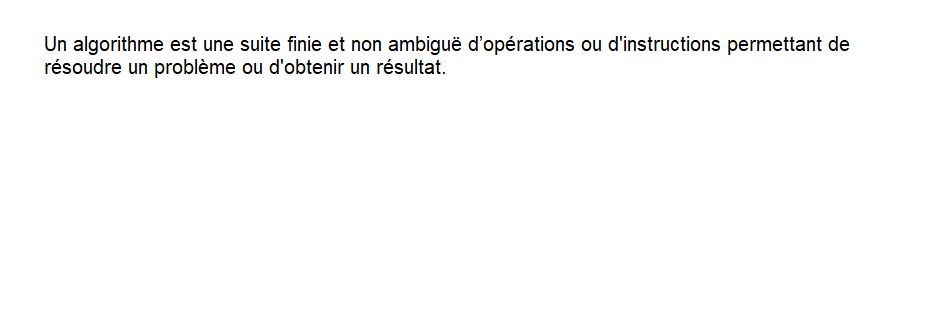 Un algorithme est une suite finie et non ambiguë d’opérations ou d'instructions permettant de
résoudre un problème ou d'obtenir un résultat.